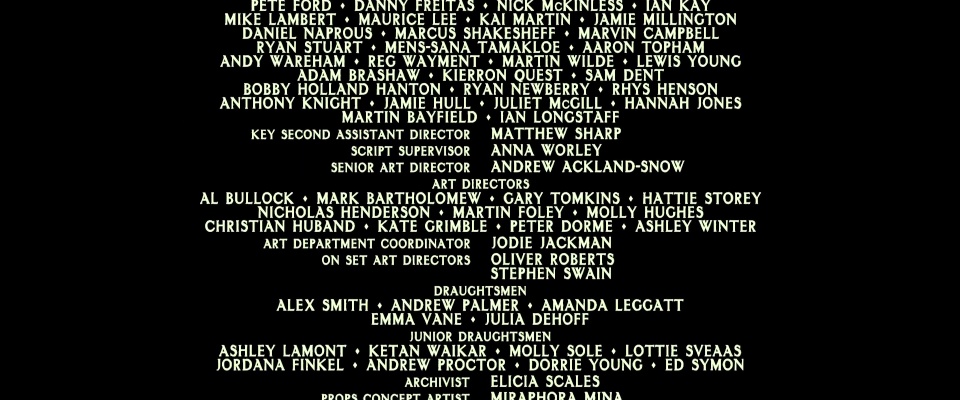 PETE FORD ♦ DANNY FREITAS ♦ NICK McKINLESS ♦ IAN KAY
MIKE LAMBERT ♦ MAURICE LEE ♦ KAI MARTIN ♦ JAMIE MILLINGTON
DANIEL NAPROUS ♦ MARCUS SHAKESHEFF ♦ MARVIN CAMPBELL
RYAN STUART ♦ MENS-SANA TAMAKLOE ♦ AARON TOPHAM
ANDY WAREHAM ♦ REG WAYMENT ♦ MARTIN WILDE ♦ LEWIS YOUNG
ADAM BRASHAW ♦ KIERRON QUEST ♦ SAM DENT
BOBBY HOLLAND HANTON ♦ RYAN NEWBERRY ♦ RHYS HENSON
ANTHONY KNIGHT ♦ JAMIE HULL ♦ JULIET McGILL ♦ HANNAH JONES
MARTIN BAYFIELD ♦ IAN LONGSTAFF
KEY SECOND ASSISTANT DIRECTOR MATTHEW SHARP
SCRIPT SUPERVISOR ANNA WORLEY
SENIOR ART DIRECTOR ANDREW ACKLAND-SNOW
ART DIRECTORS
AL BULLOCK ♦ MARK BARTHOLOMEW ♦ GARY TOMKINS ♦ HATTIE STOREY
NICHOLAS HENDERSON ♦ MARTIN FOLEY ♦ MOLLY HUGHES
CHRISTIAN HUBAND ♦ KATE GRIMBLE ♦ PETER DORME ♦ ASHLEY WINTER
ART DEPARTMENT COORDINATOR JODIE JACKMAN
ON SET ART DIRECTORS OLIVER ROBERTS
STEPHEN SWAIN
DRAUGHTSMEN
ALEX SMITH ♦ ANDREW PALMER ♦ AMANDA LEGGATT
EMMA VANE ♦ JULIA DEHOFF
JUNIOR DRAUGHTSMEN
ASHLEY LAMONT ♦ KETAN WAIKAR ♦ MOLLY SOLE ♦ LOTTIE SVEAAS
JORDANA FINKEL ♦ ANDREW PROCTOR ♦ DORRIE YOUNG ♦ ED SYMON
ARCHIVIST ELICIA SCALES
PROPS CONCEPT ARTIST MIRAPHORA MINA